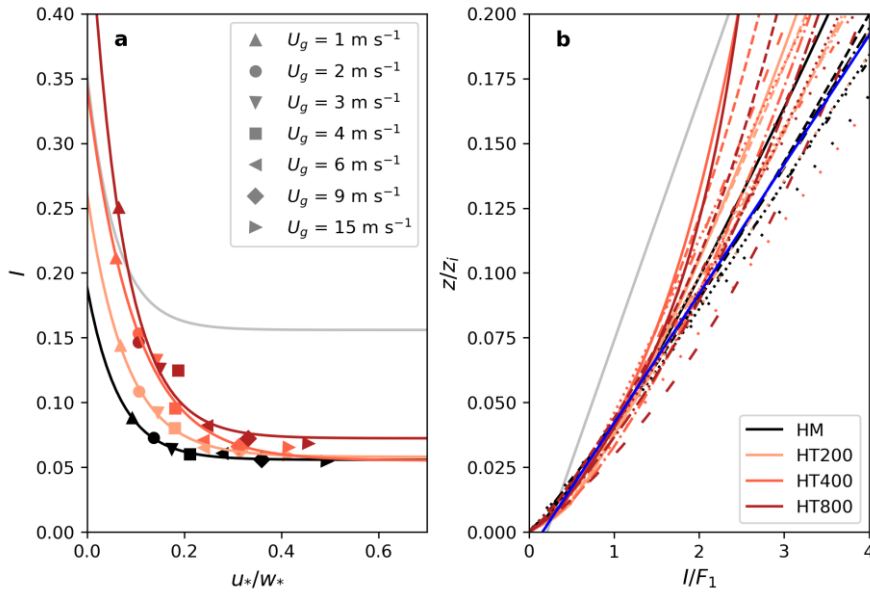 a
0.40
0.35
0.30
0.25
0.20
0.15
0.10
0.05
0.00
I
0.0 0.2 0.4 0.6
u*/w*
U_g = 1 m s⁻¹
U_g = 2 m s⁻¹
U_g = 3 m s⁻¹
U_g = 4 m s⁻¹
U_g = 6 m s⁻¹
U_g = 9 m s⁻¹
U_g = 15 m s⁻¹
b
0.200
0.175
0.150
0.125
0.100
0.075
0.050
0.025
0.000
z/z_i
0 1 2 3 4
I/F₁
HM
HT200
HT400
HT800